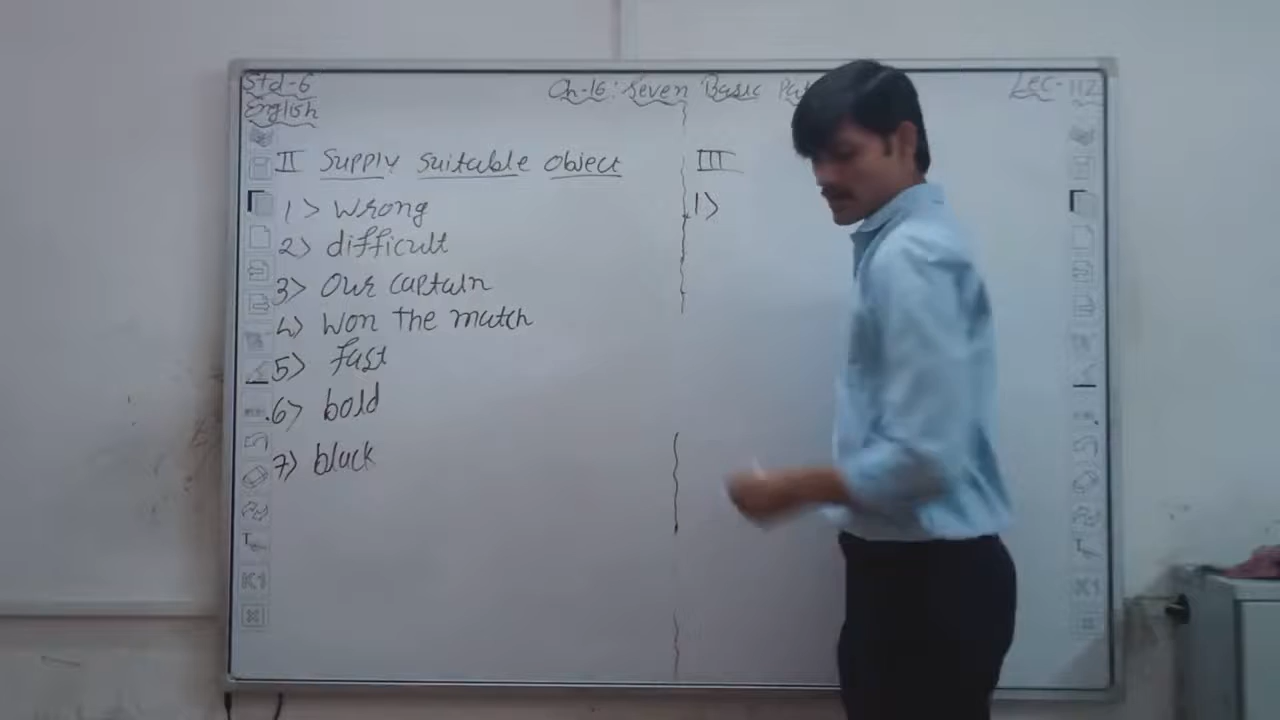 Std-6
English
Ch-16: Seven Basic
Lec-112
II Supply Suitable Object
1) Wrong
2) difficult
3) Our captain
4) Won the match
5) fast
6) bold
7) black
III
1)